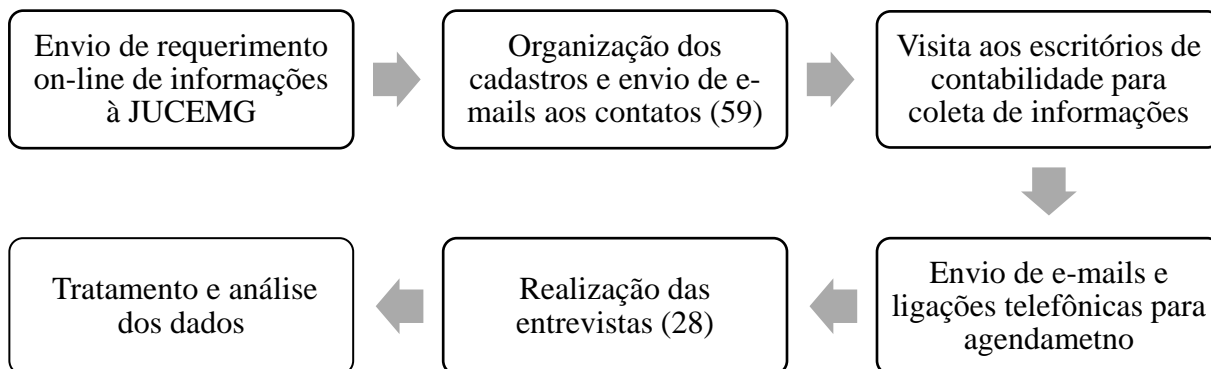 Envio de requerimento
on-line de informações
à JUCEMG
Organização dos
cadastros e envio de e-
mails aos contatos (59)
Visita aos escritórios de
contabilidade para
coleta de informações
Envio de e-mails e
ligações telefônicas para
agendametno
Realização das
entrevistas (28)
Tratamento e análise
dos dados